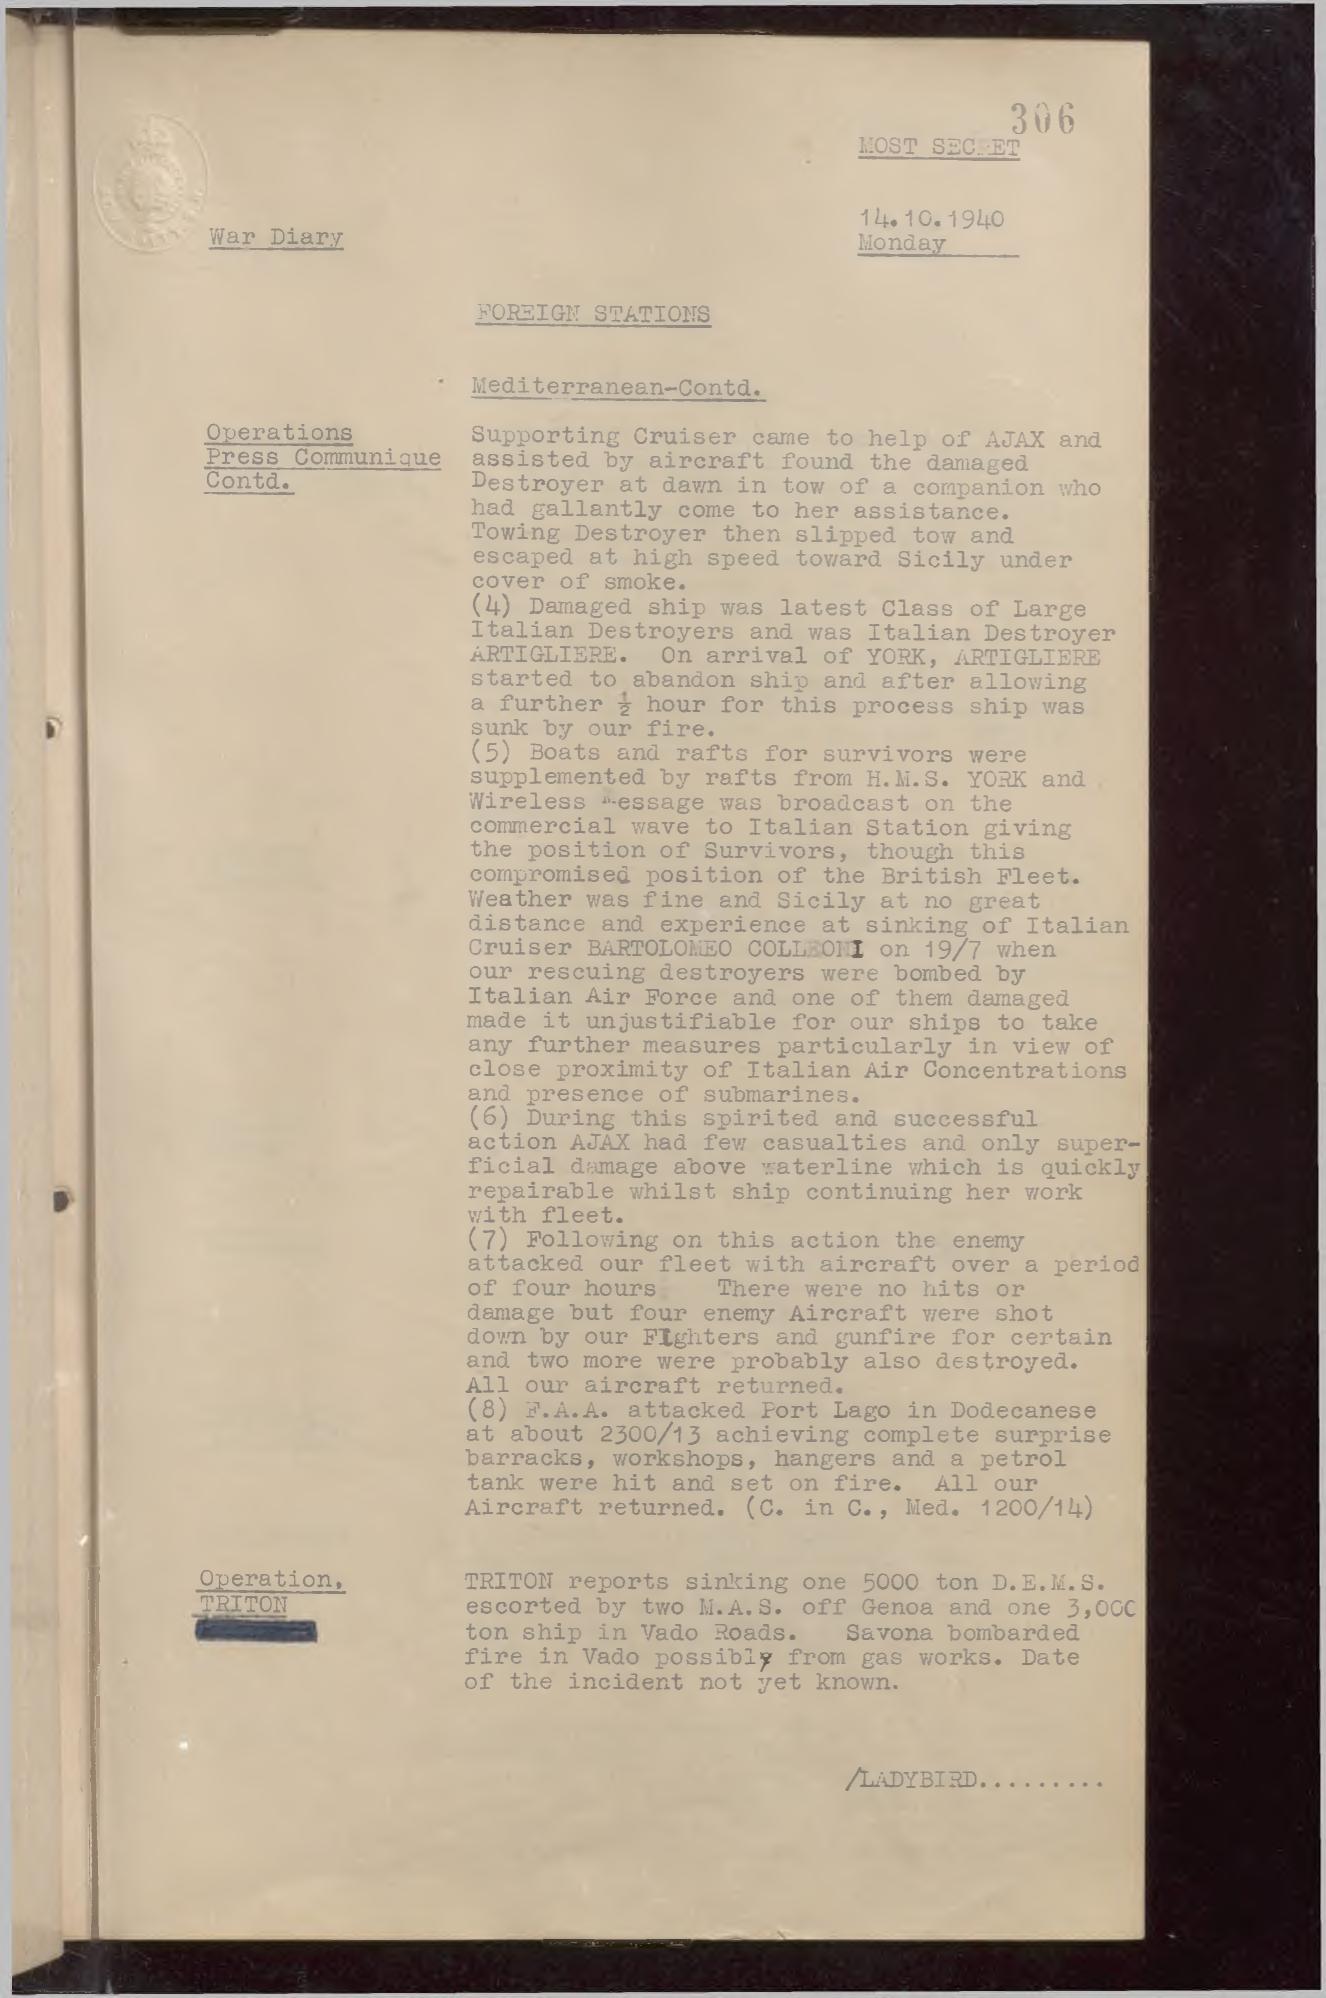 306
MOST SECRET
14.10.1940
Monday
War Diary
FOREIGN STATIONS
Mediterranean-Contd.
Operations
Press Communique
Contd.
Supporting Cruiser came to help of AJAX and
assisted by aircraft found the damaged
Destroyer at dawn in tow of a companion who
had gallantly come to her assistance.
Towing Destroyer then slipped tow and
escaped at high speed toward Sicily under
cover of smoke.
(4) Damaged ship was latest Class of Large
Italian Destroyers and was Italian Destroyer
ARTIGLIERE.  On arrival of YORK, ARTIGLIERE
started to abandon ship and after allowing
a further ½ hour for this process ship was
sunk by our fire.
(5) Boats and rafts for survivors were
supplemented by rafts from H.M.S. YORK and
Wireless Message was broadcast on the
commercial wave to Italian Station giving
the position of Survivors, though this
compromised position of the British Fleet.
Weather was fine and Sicily at no great
distance and experience at sinking of Italian
Cruiser BARTOLOMEO COLLEONI on 19/7 when
our rescuing destroyers were bombed by
Italian Air Force and one of them damaged
made it unjustifiable for our ships to take
any further measures particularly in view of
close proximity of Italian Air Concentrations
and presence of submarines.
(6) During this spirited and successful
action AJAX had few casualties and only super-
ficial damage above waterline which is quickly
repairable whilst ship continuing her work
with fleet.
(7) Following on this action the enemy
attacked our fleet with aircraft over a period
of four hours   There were no hits or
damage but four enemy Aircraft were shot
down by our FIghters and gunfire for certain
and two more were probably also destroyed.
All our aircraft returned.
(8) F.A.A. attacked Port Lago in Dodecanese
at about 2300/13 achieving complete surprise
barracks, workshops, hangers and a petrol
tank were hit and set on fire.  All our
Aircraft returned. (C. in C., Med. 1200/14)
Operation,
TRITON
TRITON reports sinking one 5000 ton D.E.M.S.
escorted by two M.A.S. off Genoa and one 3,000
ton ship in Vado Roads.   Savona bombarded
fire in Vado possibly from gas works. Date
of the incident not yet known.
/LADYBIRD.........